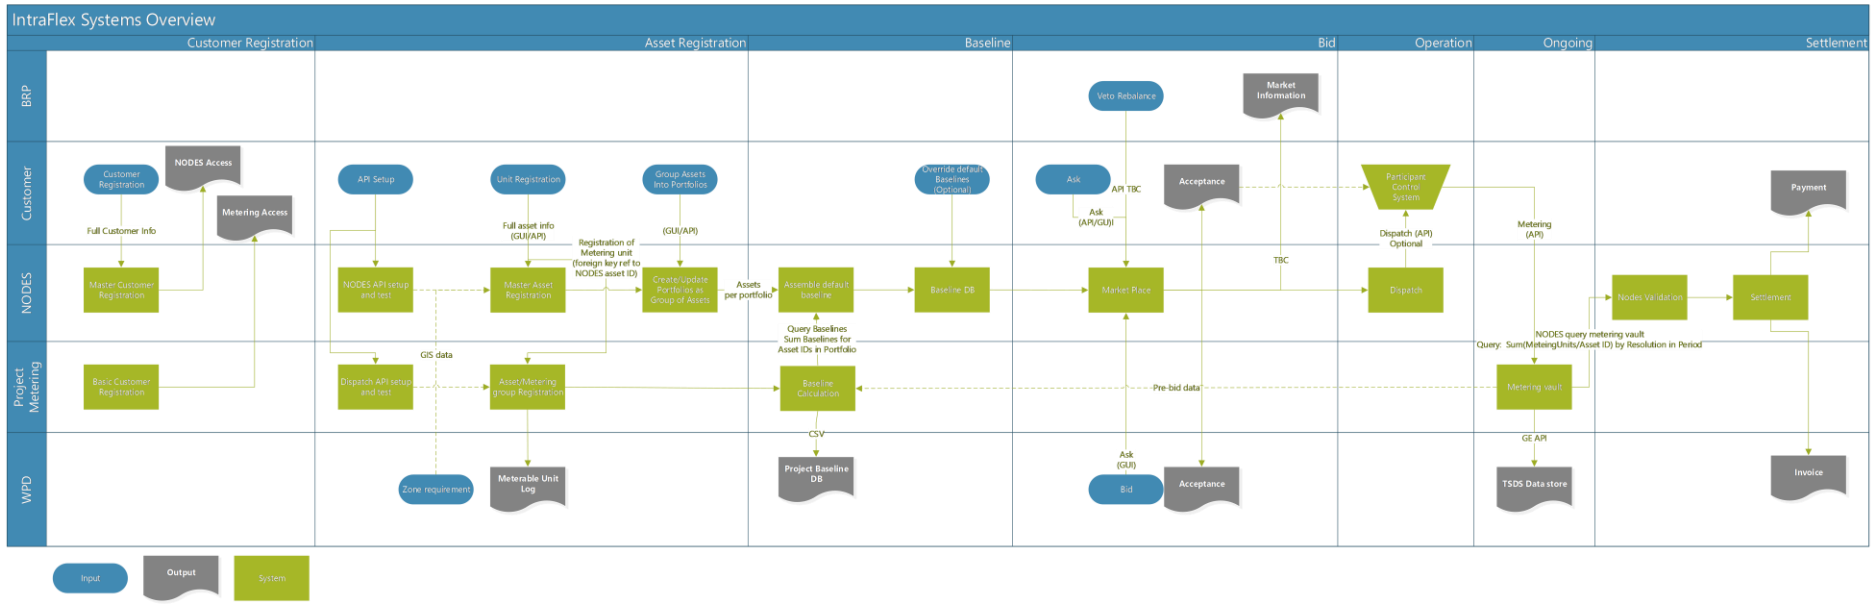 IntraFlex Systems Overview
Customer Registration
Asset Registration
Baseline
Bid
Operation
Ongoing
Settlement
BRP
Veto Rebalance
Market
Information
Customer
Customer
Registration
NODES Access
Metering Access
Full Customer Info
API Setup
Unit Registration
Full asset info
(GUI/API)
Group Assets
Into Portfolios
(GUI/API)
Registration of
Metering unit
(foreign key ref to
NODES asset ID)
Override default
Baselines
(Optional)
Ask
Ask
(API/GU)I
API TBC
Acceptance
TBC
Participant
Control
System
Dispatch (API)
Optional
Metering
(API)
Payment
NODES
Master Customer
Registration
NODES API setup
and test
Master Asset
Registration
Create/Update
Portfolios as
Group of Assets
Assets
per portfolio
Assemble default
baseline
Baseline DB
Market Place
Dispatch
Nodes Validation
Settlement
Query Baselines
Sum Baselines for
Asset IDs in Portfolio
NODES query metering vault
Query: Sum(MeteingUnits/Asset ID) by Resolution in Period
GIS data
Project
Metering
Basic Customer
Registration
Dispatch API setup
and test
Asset/Metering
group Registration
Baseline
Calculation
Pre-bid data
Metering vault
CSV
GE API
WPD
Zone requirement
Meterable Unit
Log
Project Baseline
DB
Ask
(GUI)
Bid
Acceptance
TSDS Data store
Invoice
Input
Output
System